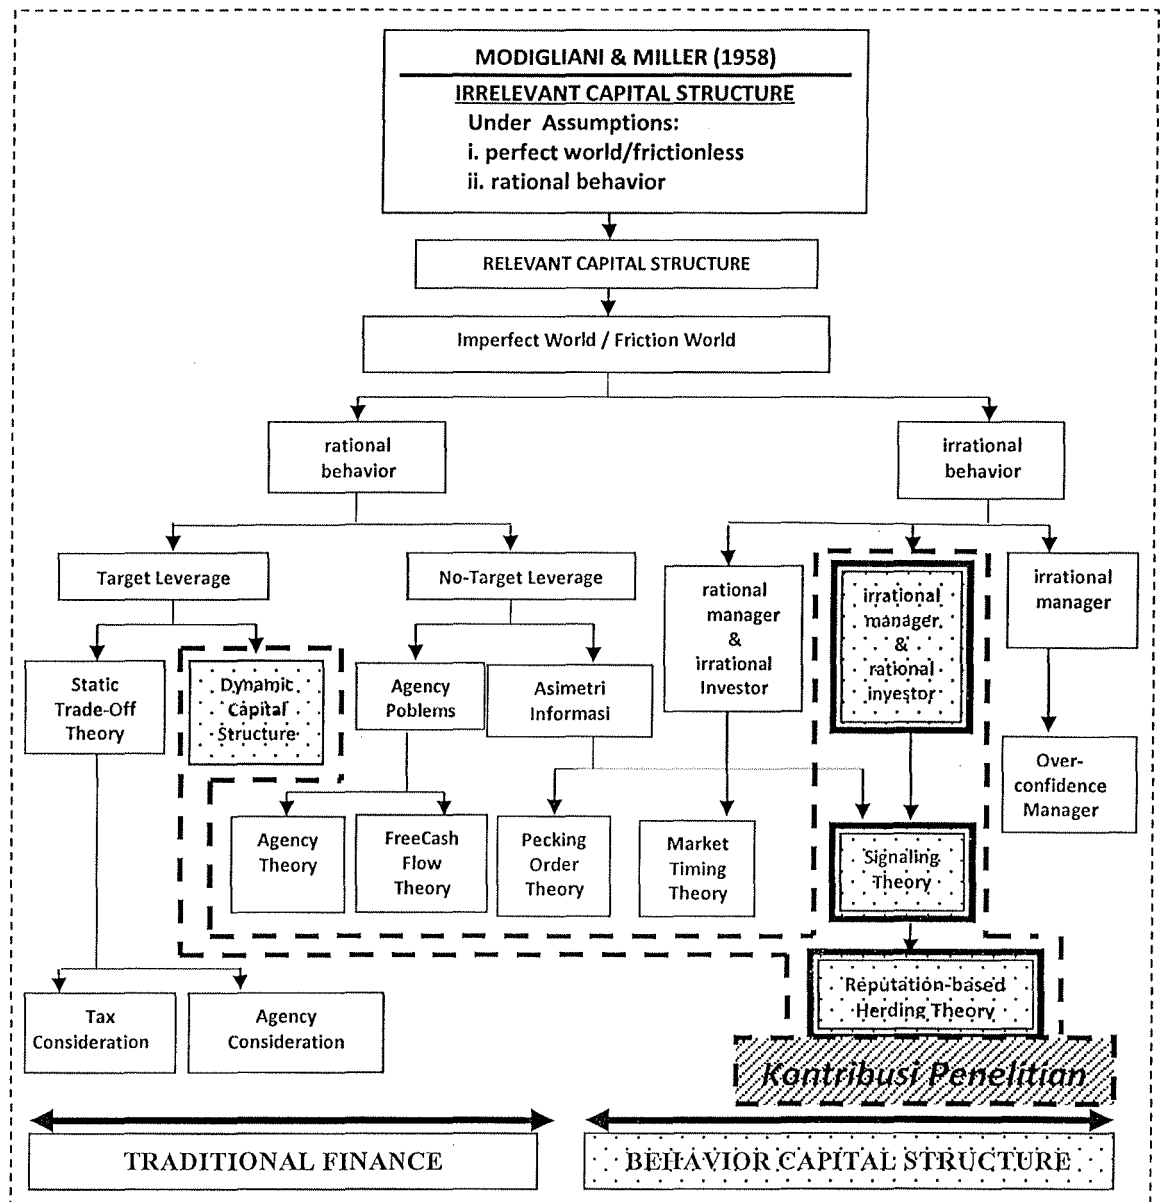 MODIGLIANI & MILLER (1958)
IRRELEVANT CAPITAL STRUCTURE
Under Assumptions:
i. perfect world/frictionless
ii. rational behavior
RELEVANT CAPITAL STRUCTURE
Imperfect World / Friction World
rational
behavior
irrational
behavior
Target Leverage
No-Target Leverage
rational
manager
&
irrational
Investor
irrational
manager
&
rational
investor
irrational
manager
Static
Trade-Off
Theory
Dynamic
Capital
Structure
Agency
Poblems
Asimetri
Informasi
Over-
confidence
Manager
Agency
Theory
FreeCash
Flow
Theory
Pecking
Order
Theory
Market
Timing
Theory
Signaling
Theory
Reputation-based
Herding Theory
Tax
Consideration
Agency
Consideration
Kontribusi Penelitian
TRADITIONAL FINANCE
BEHAVIOR CAPITAL STRUCTURE